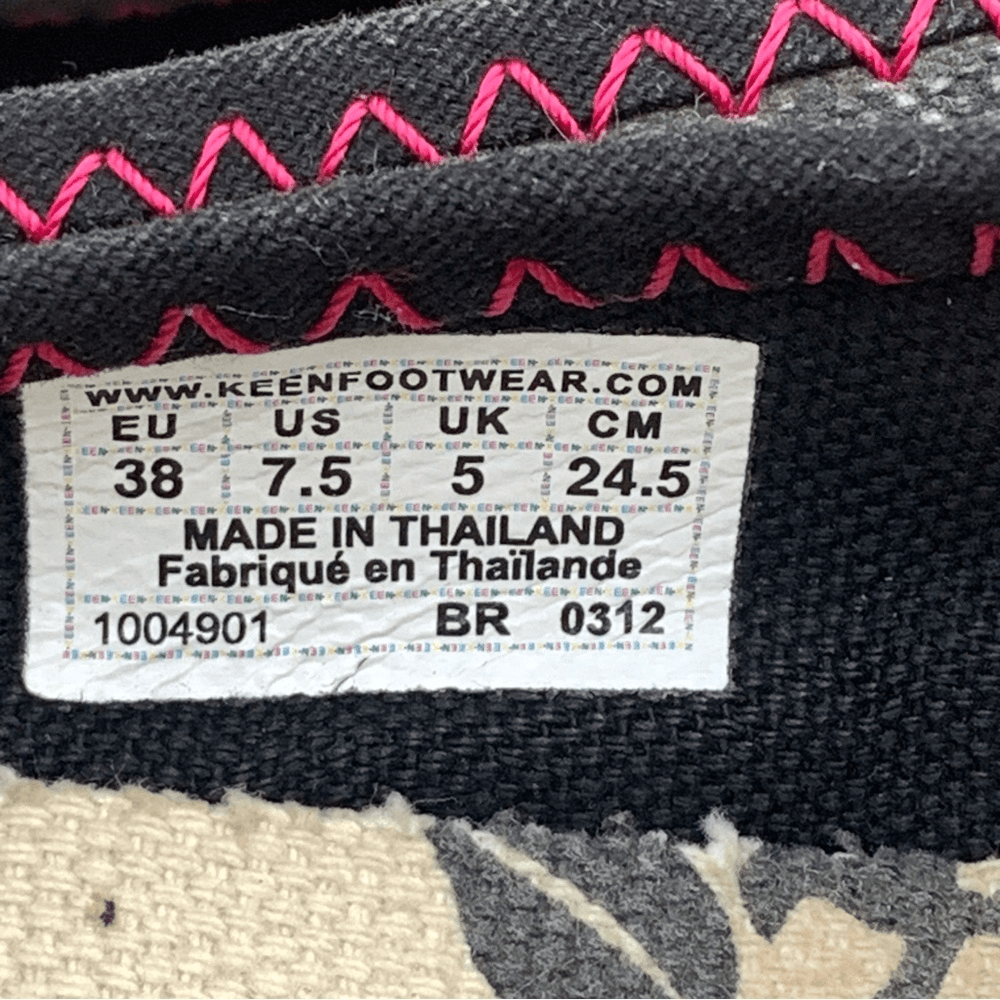 WWW.KEENFOOTWEAR.COM
EU US UK CM
38 7.5 5 24.5
MADE IN THAILAND
Fabriqué en Thaïlande
1004901 BR 0312